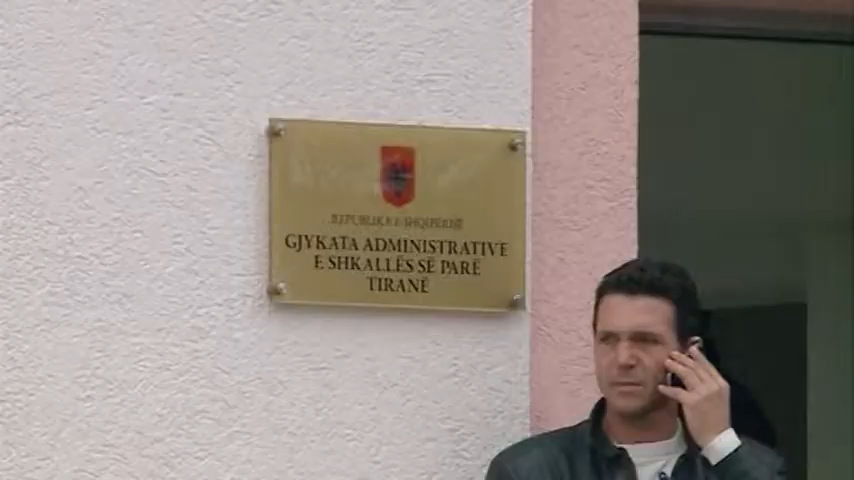 REPUBLIKA E SHQIPËRISË
GJYKATA ADMINISTRATIVE
E SHKALLËS SË PARË
TIRANË